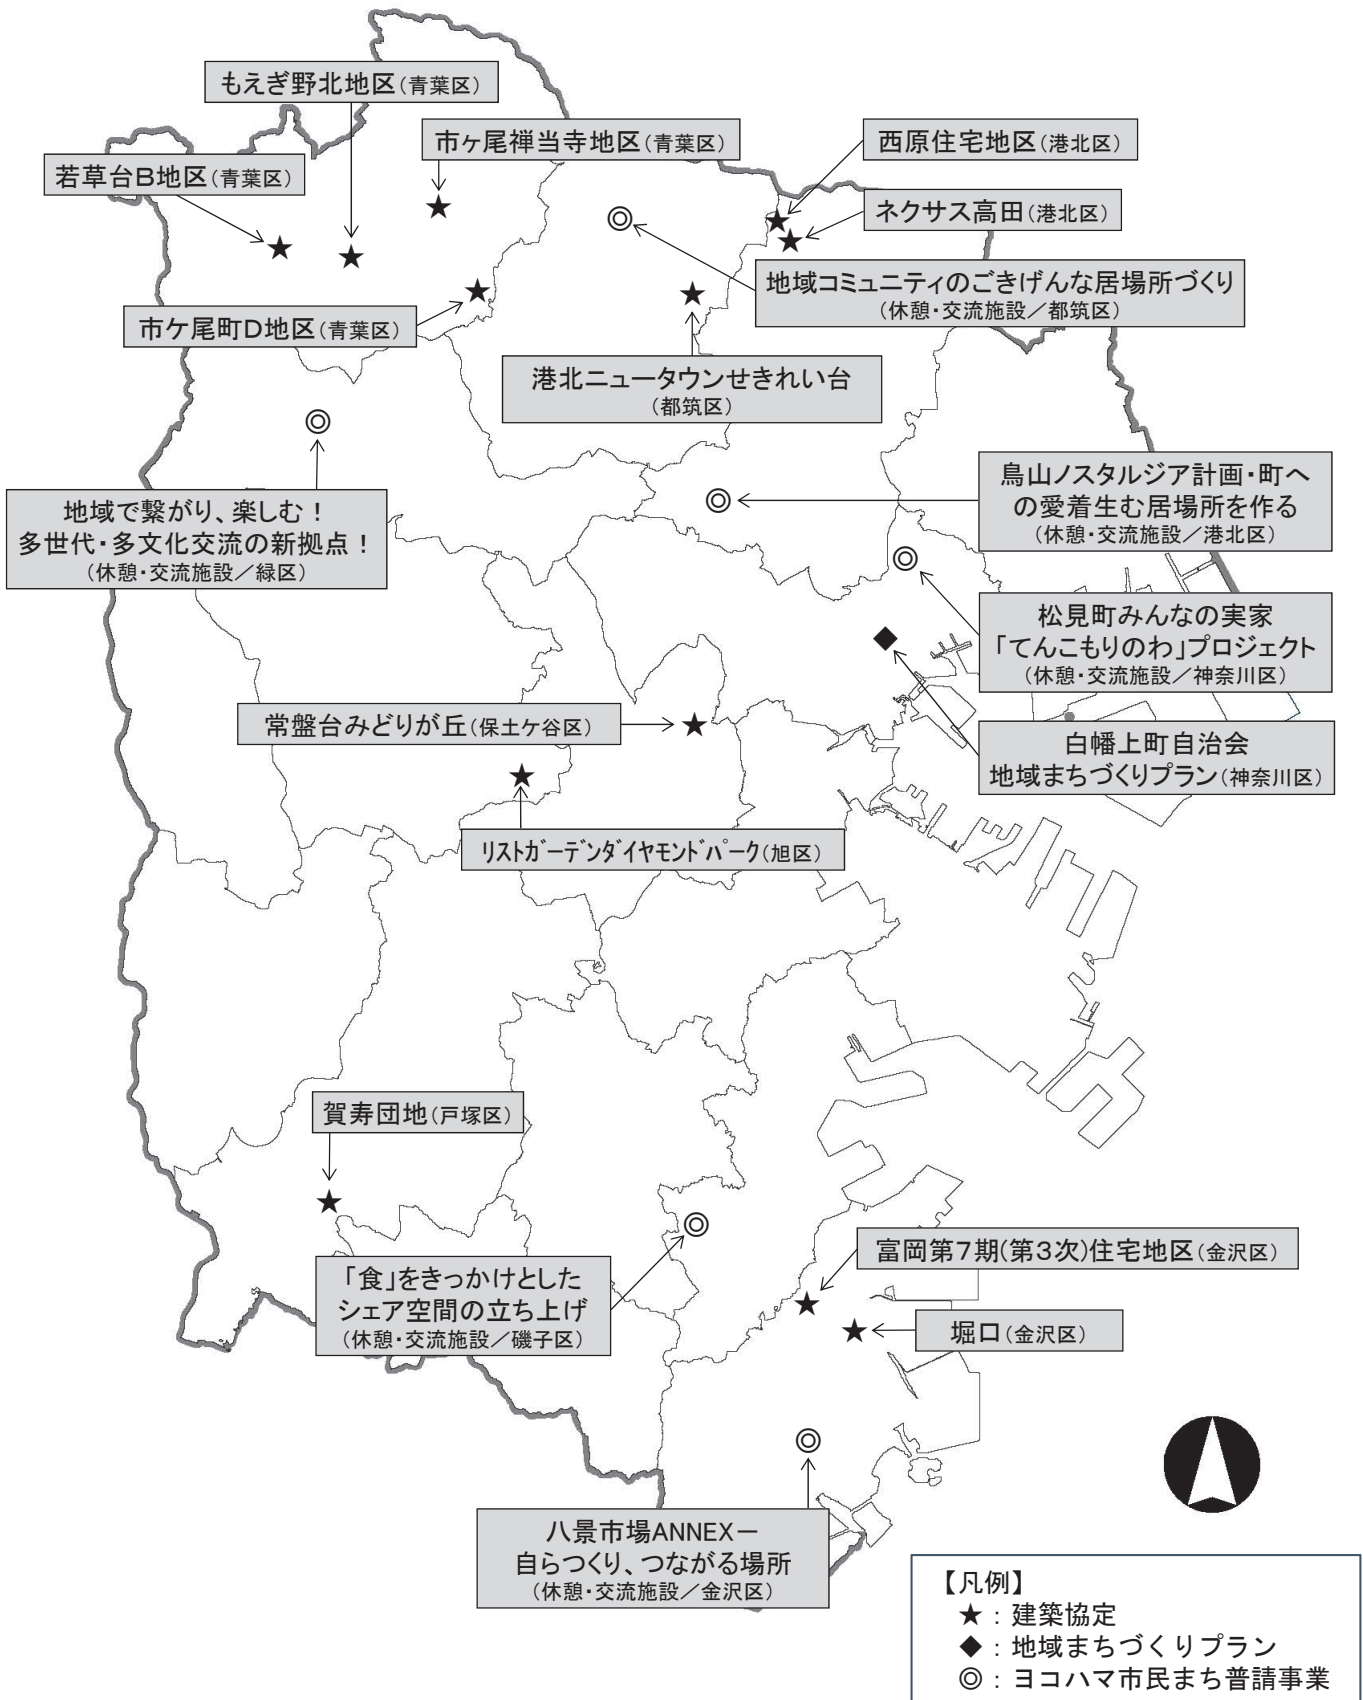 もえぎ野北地区(青葉区)
市ヶ尾禅当寺地区(青葉区)
西原住宅地区(港北区)
若草台B地区(青葉区)
ネクサス高田(港北区)
地域コミュニティのごきげんな居場所づくり
(休憩・交流施設／都筑区)
市ケ尾町D地区(青葉区)
港北ニュータウンせきれい台
(都筑区)
鳥山ノスタルジア計画・町へ
の愛着生む居場所を作る
(休憩・交流施設／港北区)
地域で繋がり、楽しむ！
多世代・多文化交流の新拠点！
(休憩・交流施設／緑区)
松見町みんなの実家
「てんこもりのわ」プロジェクト
(休憩・交流施設／神奈川区)
常盤台みどりが丘(保土ケ谷区)
白幡上町自治会
地域まちづくりプラン(神奈川区)
ﾘｽﾄｶﾞｰﾃﾞﾝﾀﾞｲﾔﾓﾝﾄﾞﾊﾟｰｸ(旭区)
賀寿団地(戸塚区)
富岡第7期(第3次)住宅地区(金沢区)
「食」をきっかけとした
シェア空間の立ち上げ
(休憩・交流施設／磯子区)
堀口(金沢区)
八景市場ANNEX－
自らつくり、つながる場所
(休憩・交流施設／金沢区)
【凡例】
★：建築協定
◆：地域まちづくりプラン
◎：ヨコハマ市民まち普請事業